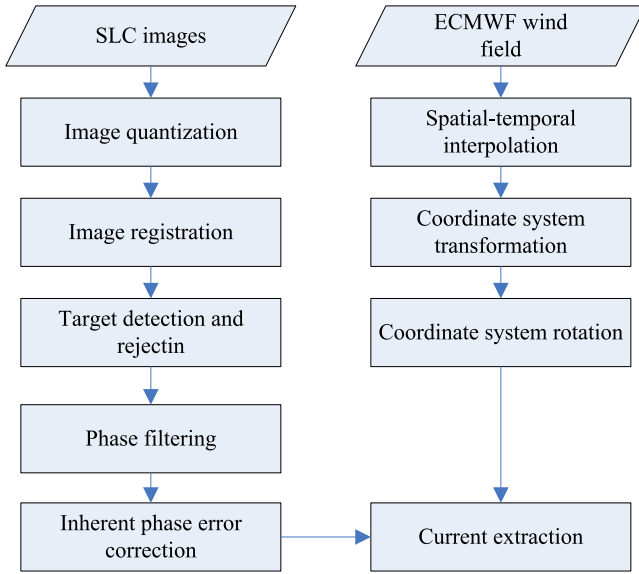 SLC images
Image quantization
Image registration
Target detection and
rejectin
Phase filtering
Inherent phase error
correction
ECMWF wind
field
Spatial-temporal
interpolation
Coordinate system
transformation
Coordinate system rotation
Current extraction